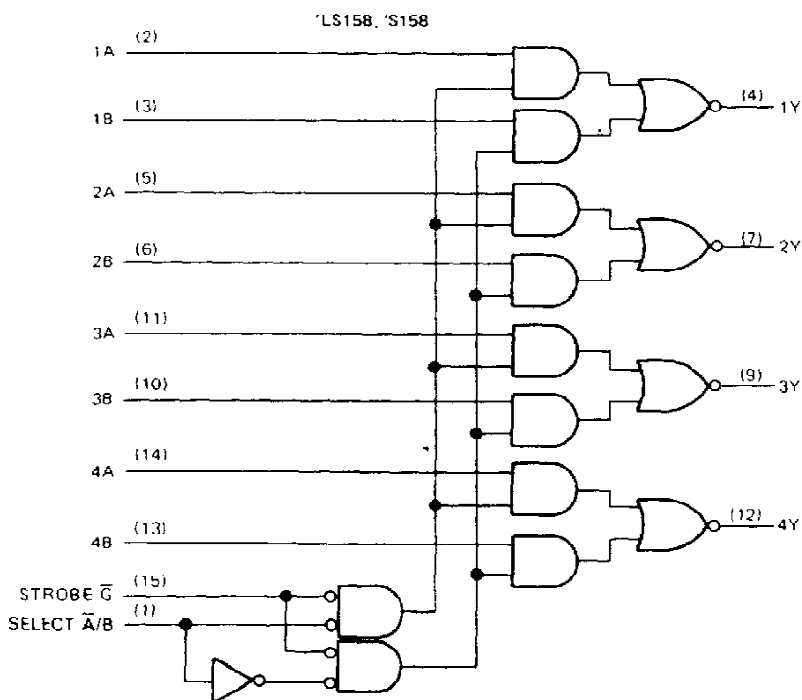 'LS158, 'S158
1A (2)
1B (3)
(4) 1Y
2A (5)
2B (6)
(7) 2Y
3A (11)
3B (10)
(9) 3Y
4A (14)
4B (13)
(12) 4Y
STROBE G̅ (15)
SELECT A̅/B (1)